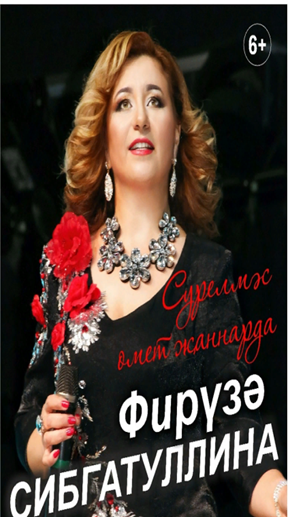 6+
Сүрелмәс
өмет җаннарда
Фирүзә
СИБГАТУЛЛИНА